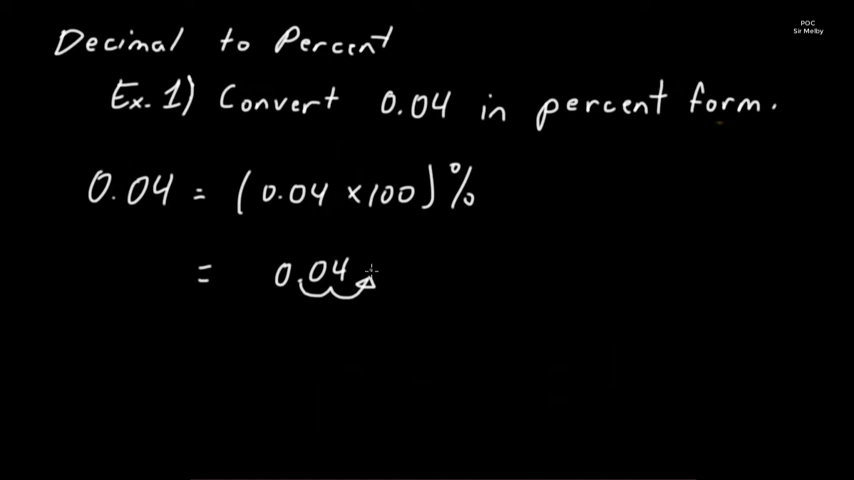 POC
Sir Melby
Decimal to Percent
Ex. 1) Convert 0.04 in percent form.
0.04 = (0.04 ×100)%
= 0.04